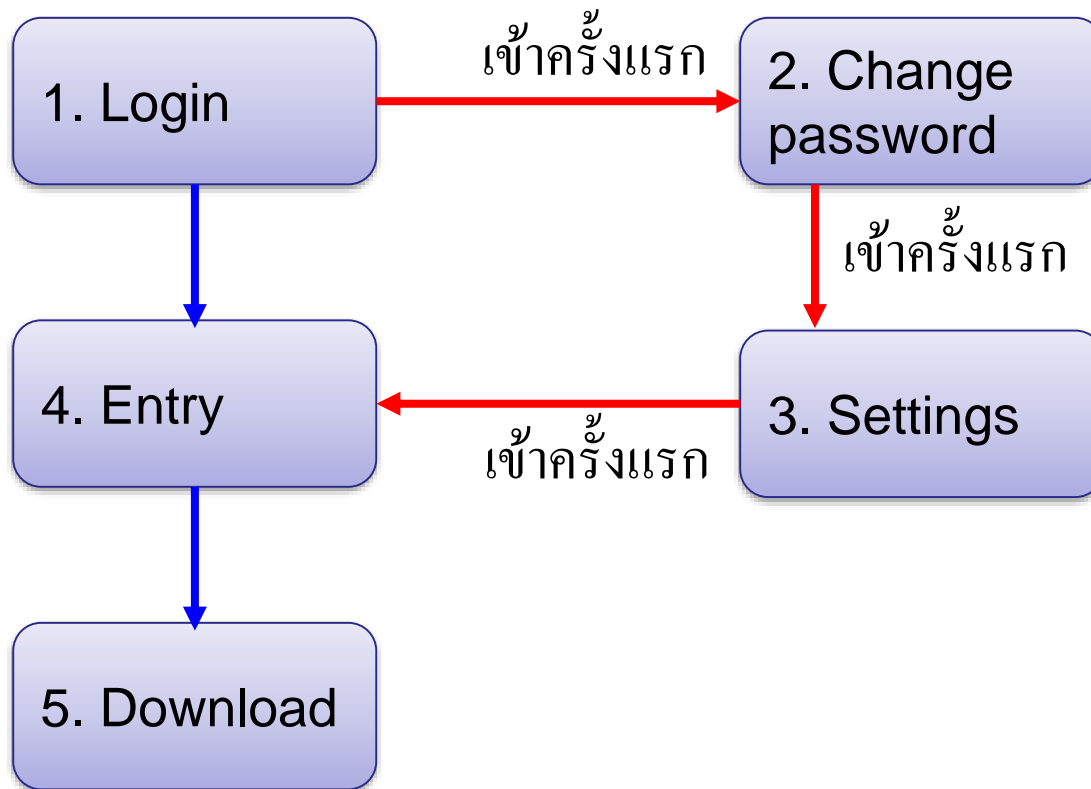 1. Login
เข้าครั้งแรก
2. Change
password
เข้าครั้งแรก
3. Settings
เข้าครั้งแรก
4. Entry
5. Download